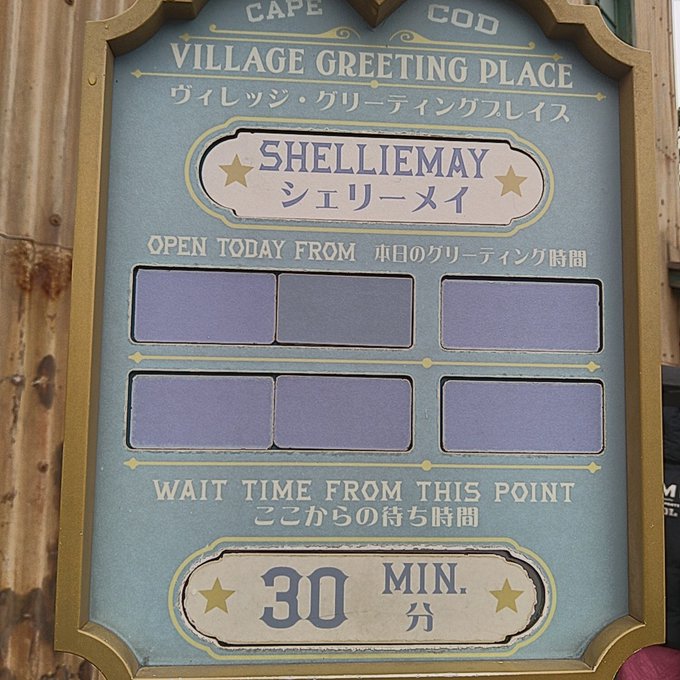 CAPE COD
VILLAGE GREETING PLACE
ヴィレッジ・グリーティングプレイス
SHELLIEMAY
シェリーメイ
OPEN TODAY FROM 本日のグリーティング時間
WAIT TIME FROM THIS POINT
ここからの待ち時間
30 MIN.
分